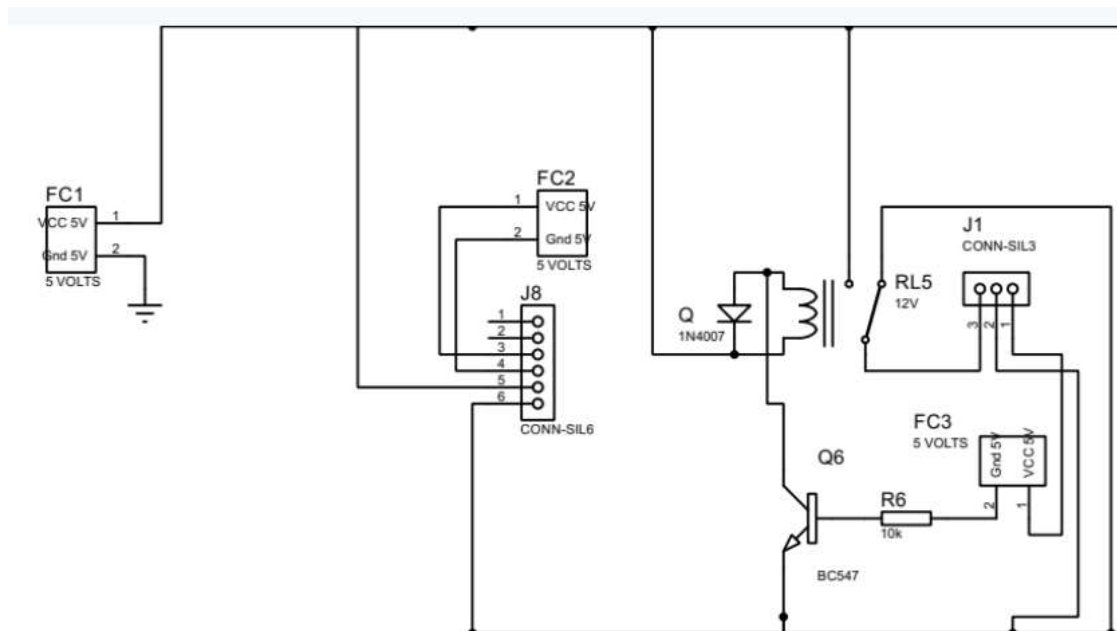 FC1
VCC 5V
1
Gnd 5V
2
5 VOLTS
FC2
1
VCC 5V
2
Gnd 5V
5 VOLTS
J8
1
2
3
4
5
6
CONN-SIL6
Q
1N4007
RL5
12V
J1
CONN-SIL3
3
2
1
FC3
5 VOLTS
Gnd 5V
VCC 5V
2
1
Q6
BC547
R6
10k